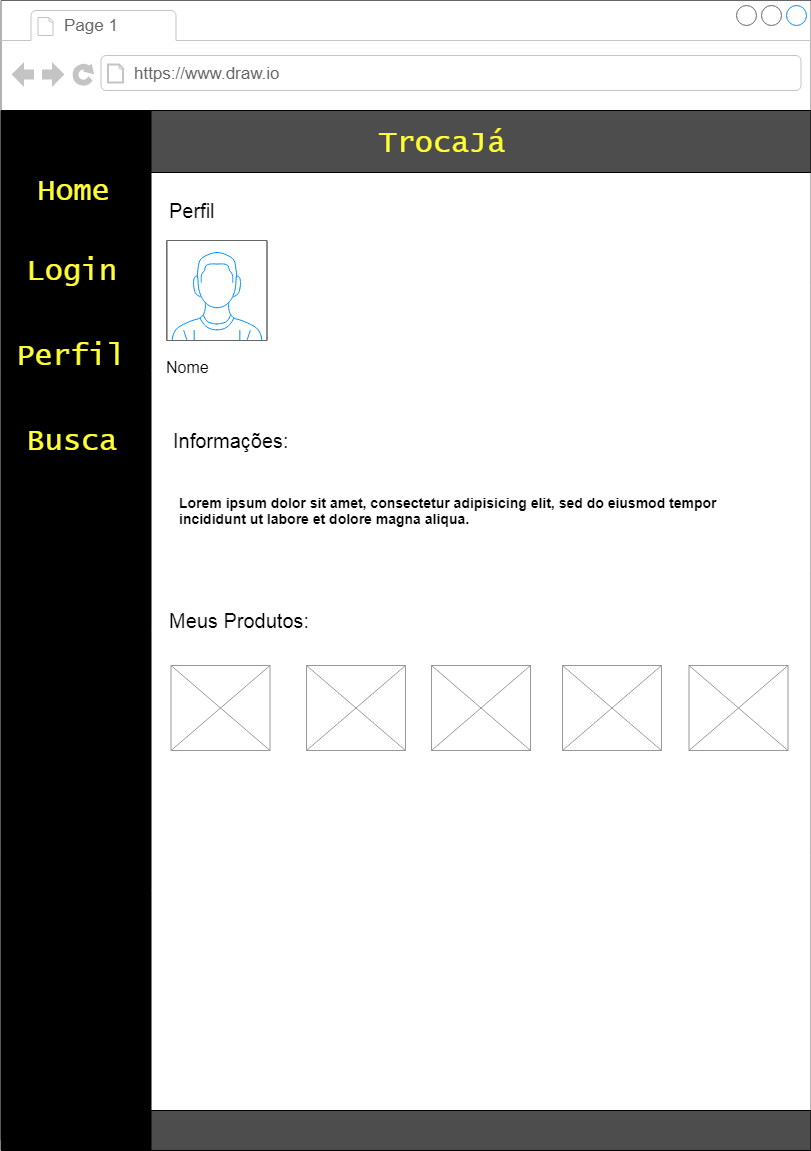 Page 1
https://www.draw.io
TrocaJá
Home
Login
Perfil
Busca
Perfil
Nome
Informações:
Lorem ipsum dolor sit amet, consectetur adipisicing elit, sed do eiusmod tempor
incididunt ut labore et dolore magna aliqua.
Meus Produtos: